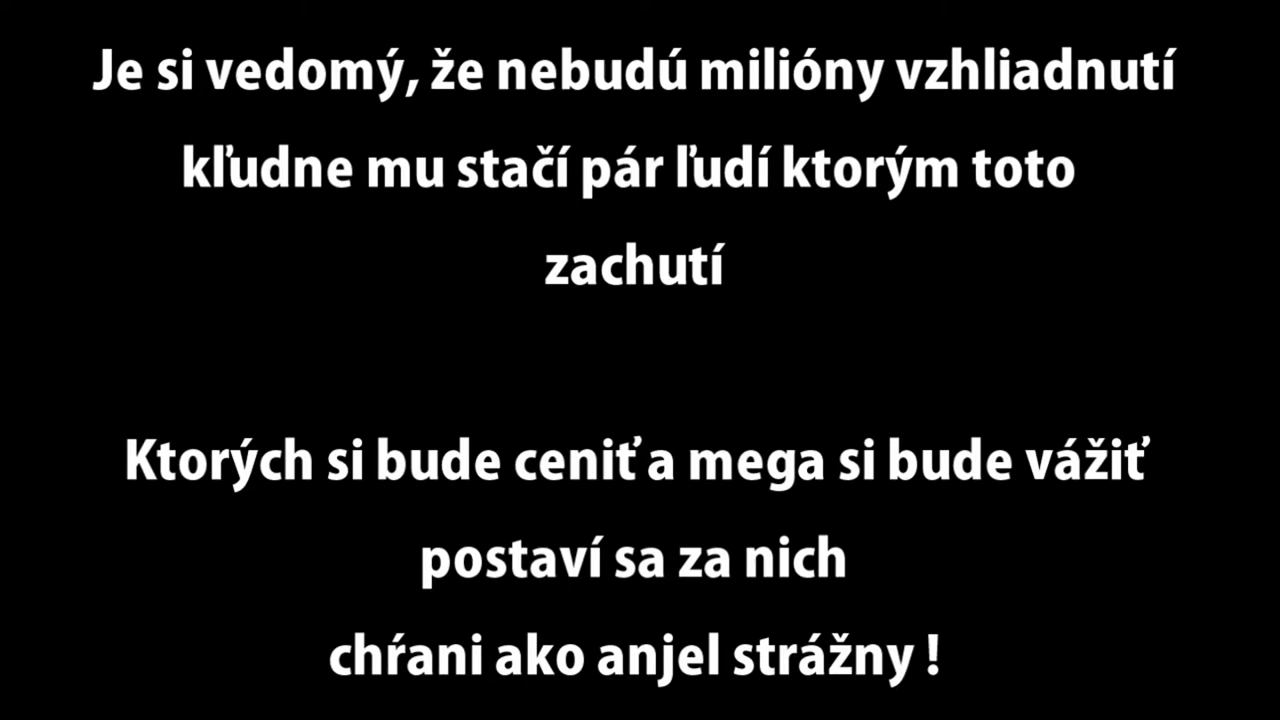 Je si vedomý, že nebudú milióny vzhliadnutí
kľudne mu stačí pár ľudí ktorým toto
zachutí
Ktorých si bude ceniť a mega si bude vážiť
postaví sa za nich
chŕani ako anjel strážny !